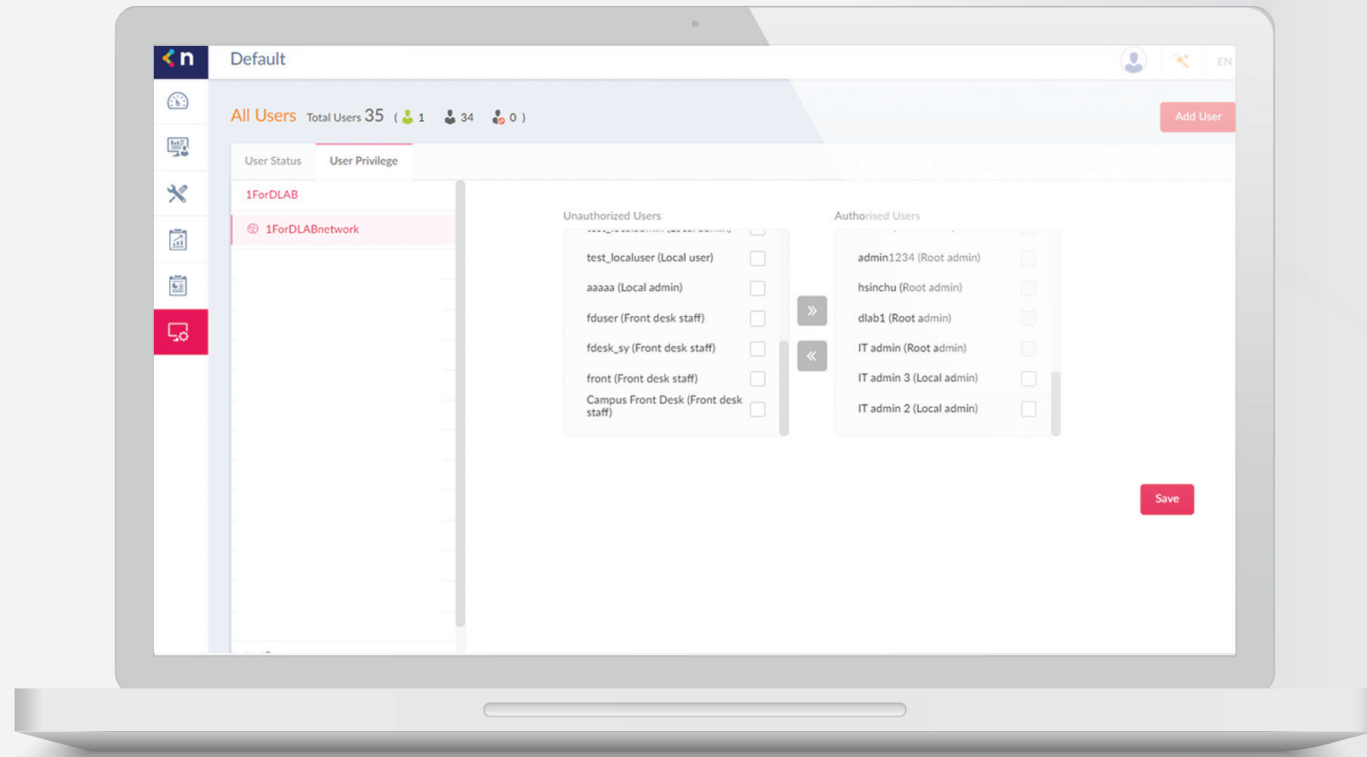 n
Default
EN
All Users Total Users 35 ( 1 34 0 )
Add User
User Status User Privilege
1ForDLAB
1ForDLABnetwork
Unauthorized Users
test_localuser (Local user)
aaaaa (Local admin)
fduser (Front desk staff)
fdesk_sy (Front desk staff)
front (Front desk staff)
Campus Front Desk (Front desk
staff)
»
«
Authorised Users
admin1234 (Root admin)
hsinchu (Root admin)
dlab1 (Root admin)
IT admin (Root admin)
IT admin 3 (Local admin)
IT admin 2 (Local admin)
Save